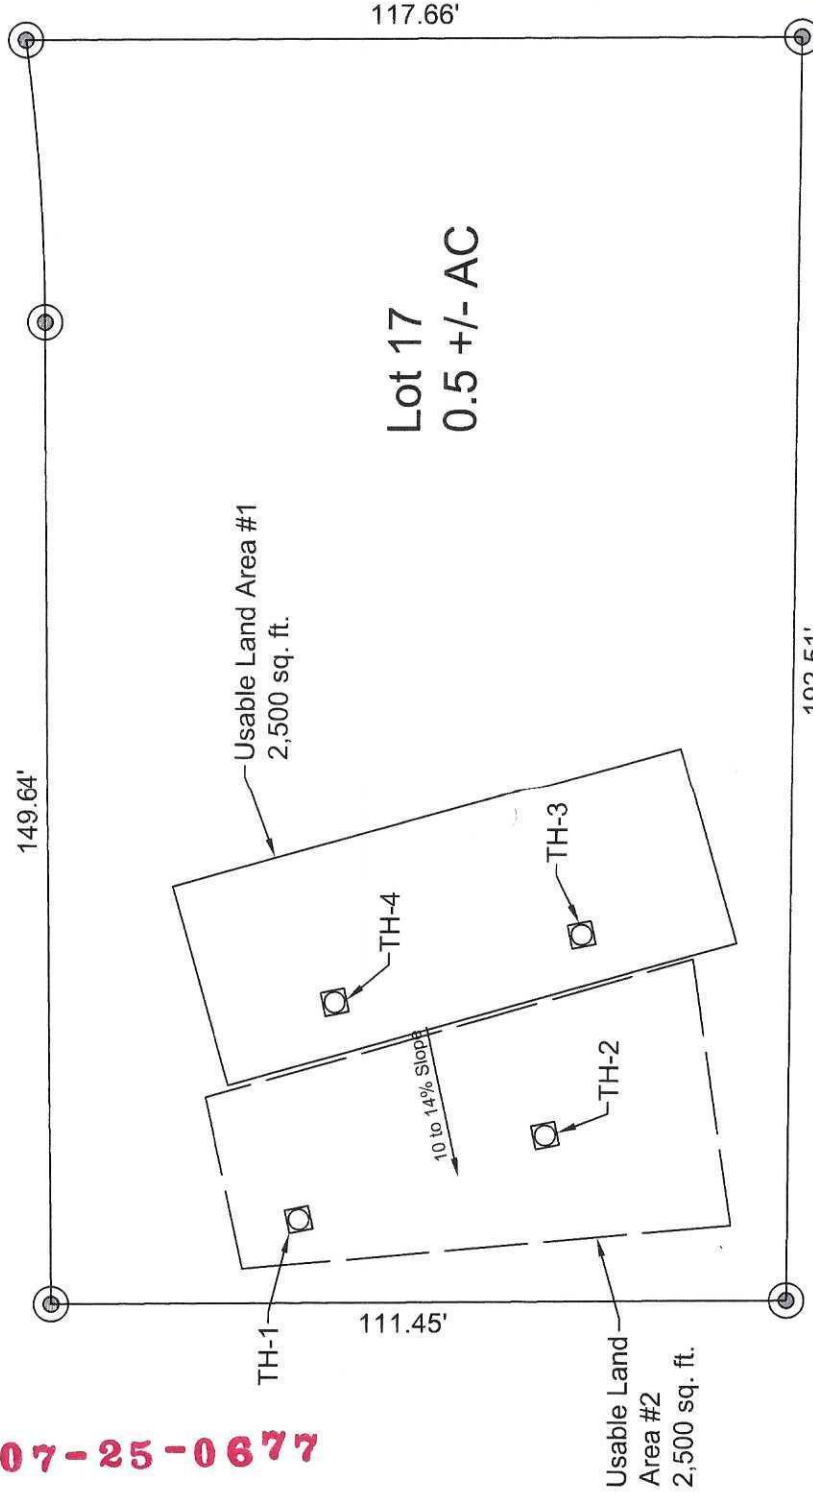 117.66'
Lot 17
0.5 +/- AC
Usable Land Area #1
2,500 sq. ft.
149.64'
TH-4
TH-3
10 to 14% Slope
TH-2
TH-1
111.45'
Usable Land
Area #2
2,500 sq. ft.
07-25-0677